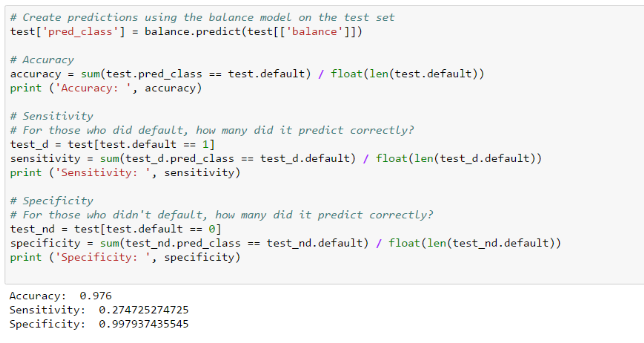 # Create predictions using the balance model on the test set
test['pred_class'] = balance.predict(test[['balance']])
# Accuracy
accuracy = sum(test.pred_class == test.default) / float(len(test.default))
print ('Accuracy: ', accuracy)
# Sensitivity
# For those who did default, how many did it predict correctly?
test_d = test[test.default == 1]
sensitivity = sum(test_d.pred_class == test_d.default) / float(len(test_d.default))
print ('Sensitivity: ', sensitivity)
# Specificity
# For those who didn't default, how many did it predict correctly?
test_nd = test[test.default == 0]
specificity = sum(test_nd.pred_class == test_nd.default) / float(len(test_nd.default))
print ('Specificity: ', specificity)
Accuracy:  0.976
Sensitivity:  0.274725274725
Specificity:  0.997937435545